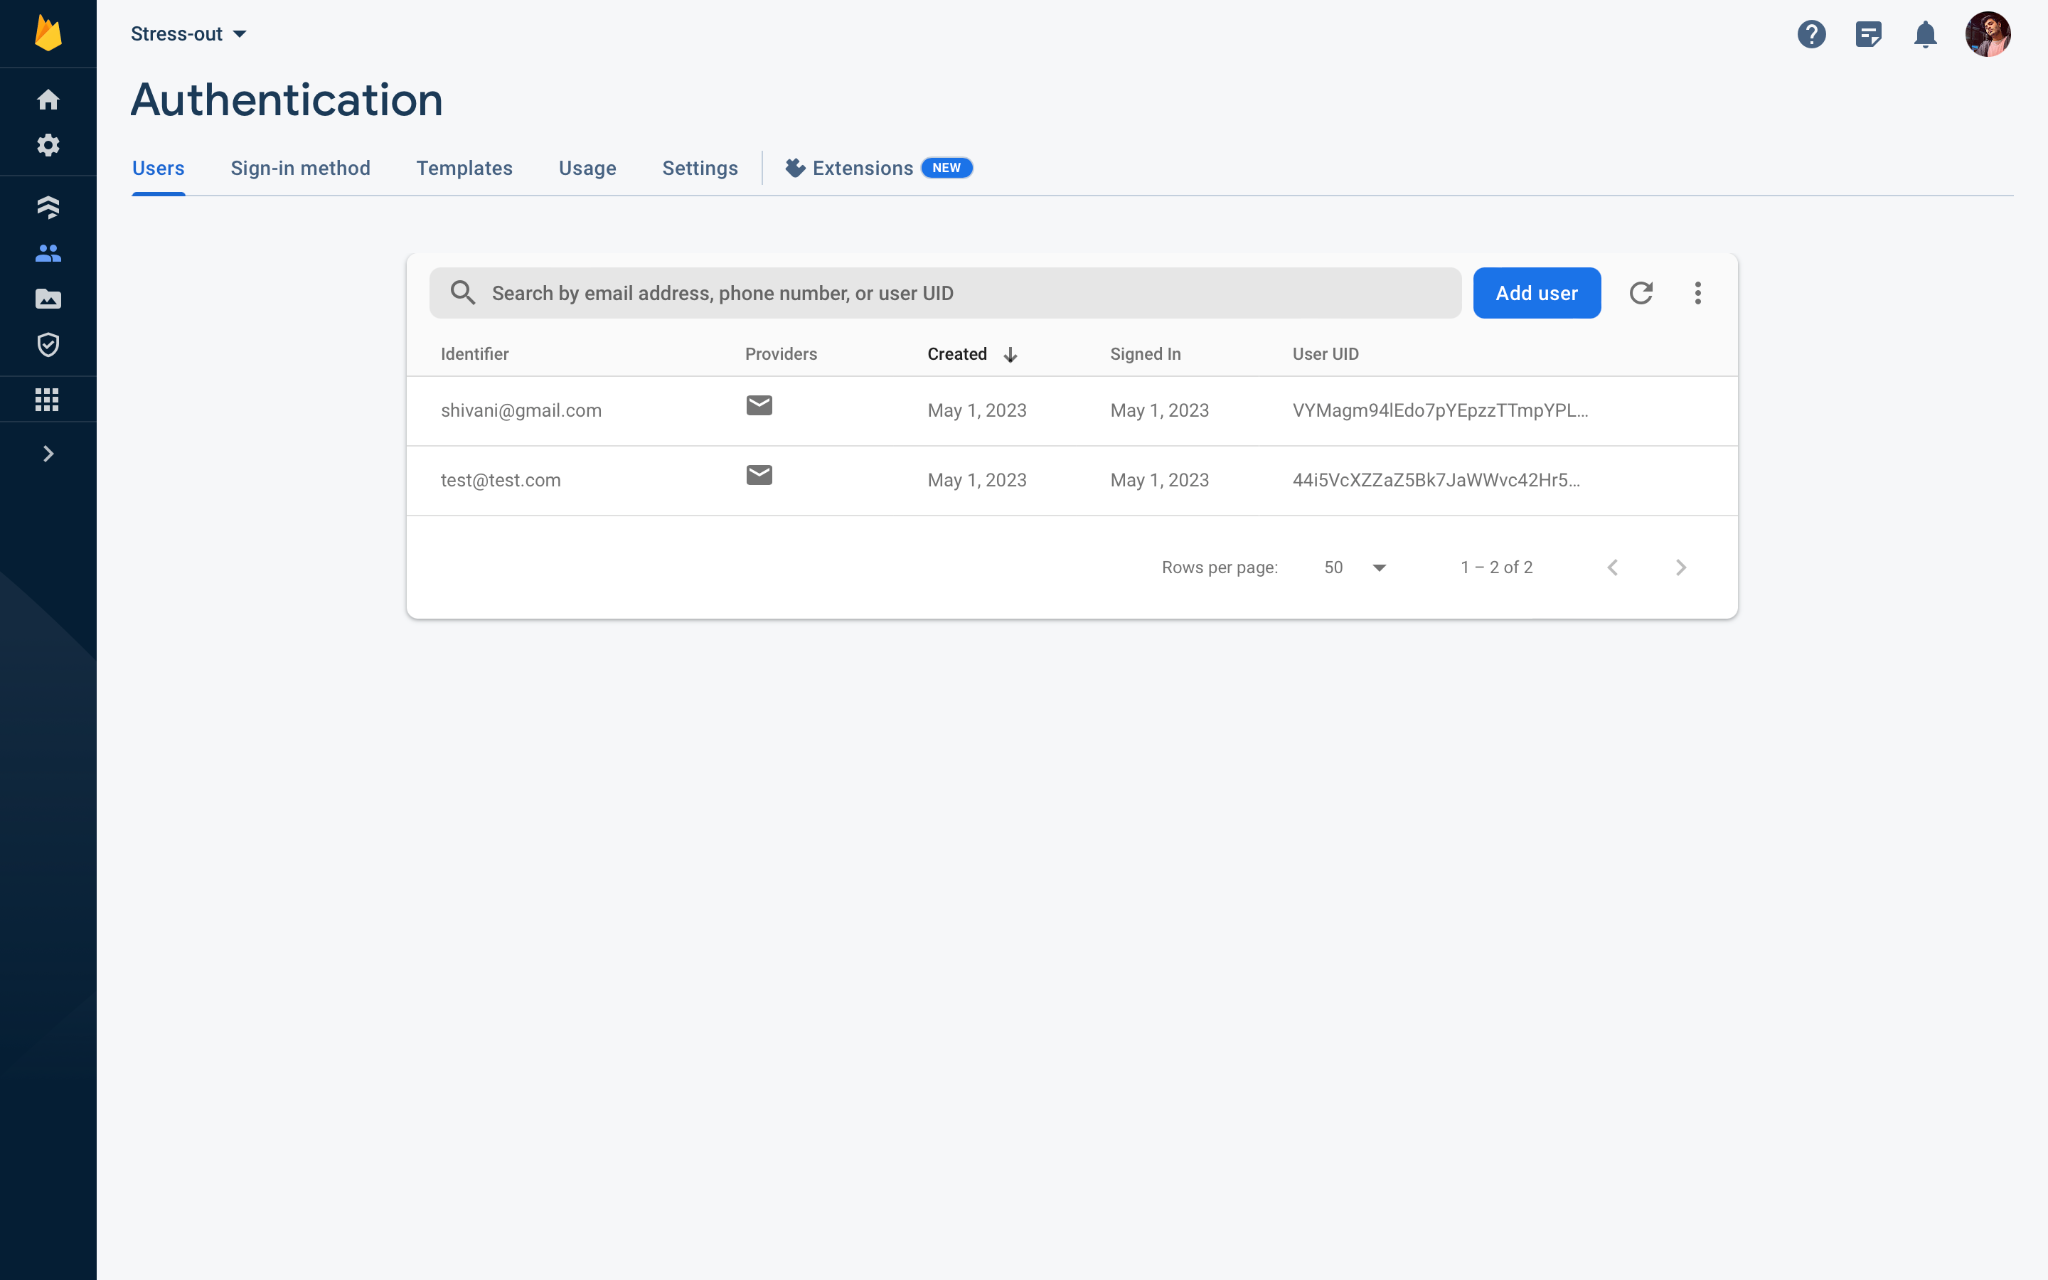 Stress-out
Authentication
Users Sign-in method Templates Usage Settings Extensions NEW
Search by email address, phone number, or user UID Add user
Identifier Providers Created Signed In User UID
shivani@gmail.com May 1, 2023 May 1, 2023 VYMagm94lEdo7pYEpzzTTmpYPL...
test@test.com May 1, 2023 May 1, 2023 44i5VcXZZaZ5Bk7JaWWvc42Hr5...
Rows per page: 50 1 – 2 of 2